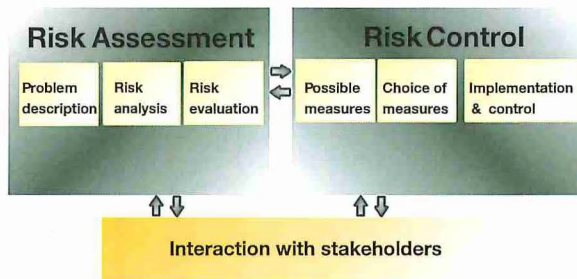 Risk Assessment
Problem
description
Risk
analysis
Risk
evaluation
Risk Control
Possible
measures
Choice of
measures
Implementation
& control
Interaction with stakeholders